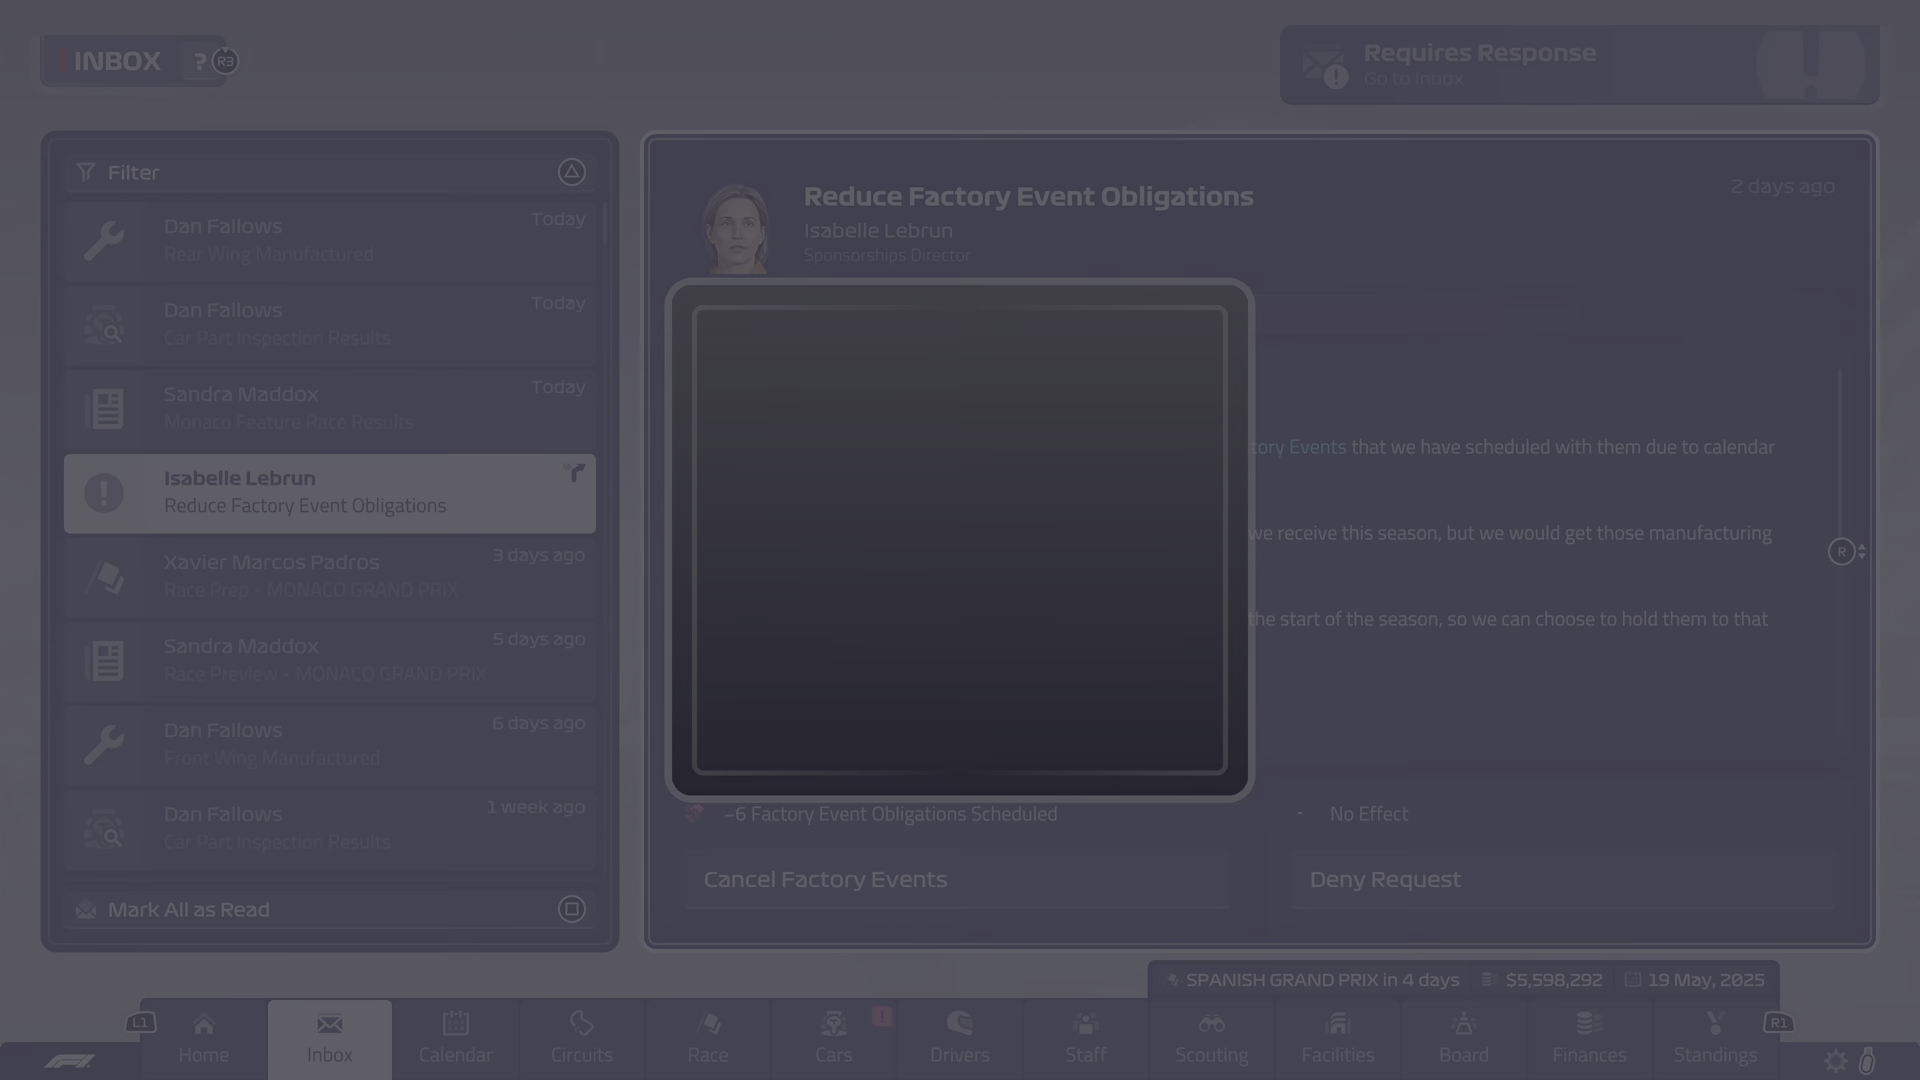 INBOX ? R3
Requires Response
Go to Inbox
Filter
Dan Fallows Today
Rear Wing Manufactured
Dan Fallows Today
Car Part Inspection Results
Sandra Maddox Today
Monaco Feature Race Results
Isabelle Lebrun
Reduce Factory Event Obligations
Xavier Marcos Padros 3 days ago
Race Prep - MONACO GRAND PRIX
Sandra Maddox 5 days ago
Race Preview - MONACO GRAND PRIX
Dan Fallows 6 days ago
Front Wing Manufactured
Dan Fallows 1 week ago
Car Part Inspection Results
Mark All as Read
Reduce Factory Event Obligations 2 days ago
Isabelle Lebrun
Sponsorships Director
tory Events that we have scheduled with them due to calendar
we receive this season, but we would get those manufacturing
R
the start of the season, so we can choose to hold them to that
-6 Factory Event Obligations Scheduled
- No Effect
Cancel Factory Events
Deny Request
SPANISH GRAND PRIX in 4 days $5,598,292 19 May, 2025
L1 Home Inbox Calendar Circuits Race Cars Drivers Staff Scouting Facilities Board Finances Standings R1
F1